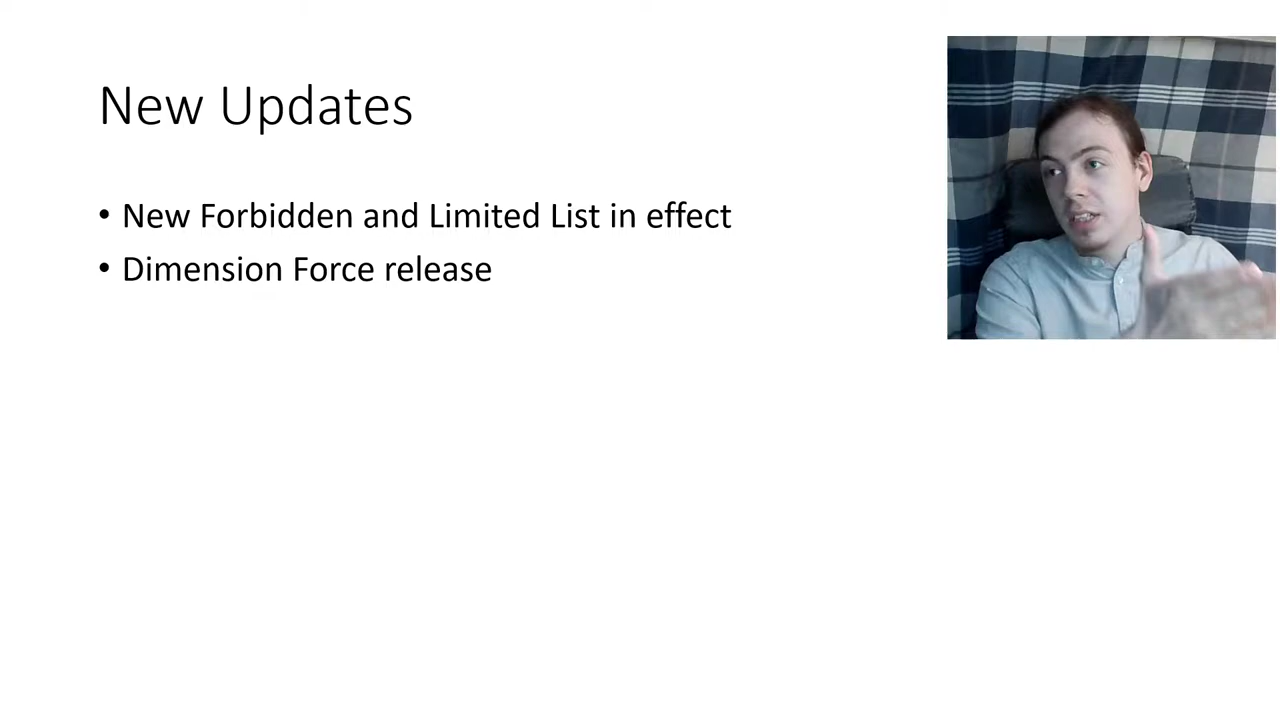 New Updates
• New Forbidden and Limited List in effect
• Dimension Force release